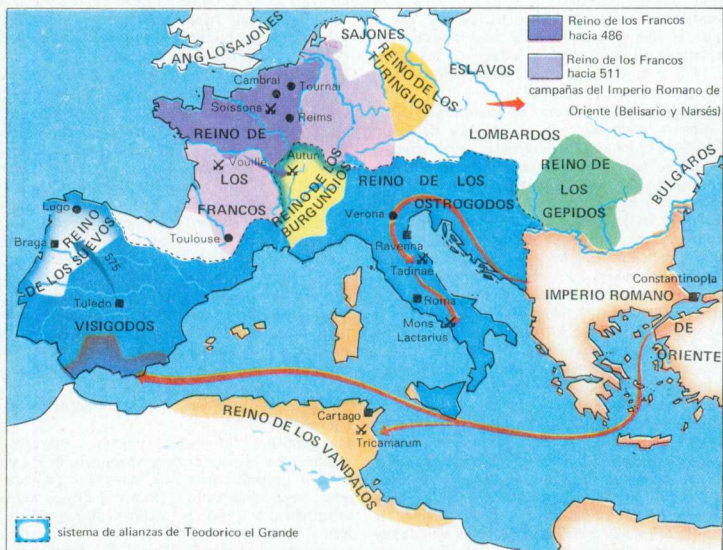 Reino de los Francos
hacia 486
Reino de los Francos
hacia 511
campañas del Imperio Romano de
Oriente (Belisario y Narsés)
ANGLOSAJONES
SAJONES
REINO DE LOS
TURINGIOS
ESLAVOS
Cambrai
Tournai
Soissons
Reims
REINO DE
LOS
FRANCOS
Vouillé
Autun
REINO DE LOS
BURGUNDIOS
LOMBARDOS
REINO DE LOS
OSTROGODOS
REINO DE
LOS
GEPIDOS
BULGAROS
Lugo
Braga
REINO
DE LOS SUEVOS
575
Toulouse
Toledo
VISIGODOS
Verona
Ravenna
Tadinae
Roma
Mons
Lactarius
IMPERIO ROMANO
DE
ORIENTE
Constantinopla
Cartago
Tricamarum
REINO DE LOS VANDALOS
sistema de alianzas de Teodorico el Grande